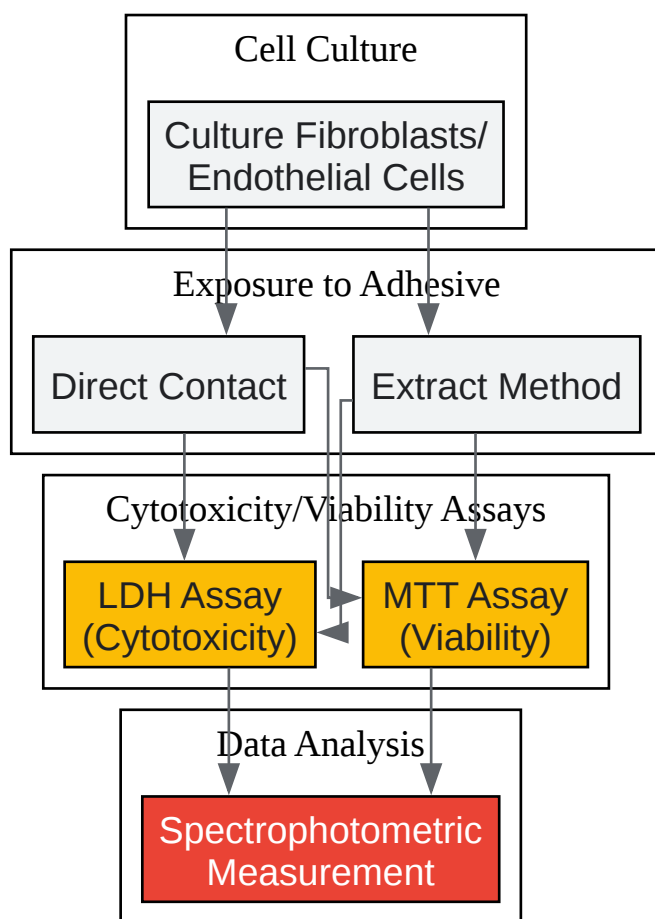 Cell Culture
Culture Fibroblasts/
Endothelial Cells
Exposure to Adhesive
Direct Contact
Extract Method
Cytotoxicity/Viability Assays
LDH Assay
(Cytotoxicity)
MTT Assay
(Viability)
Data Analysis
Spectrophotometric
Measurement